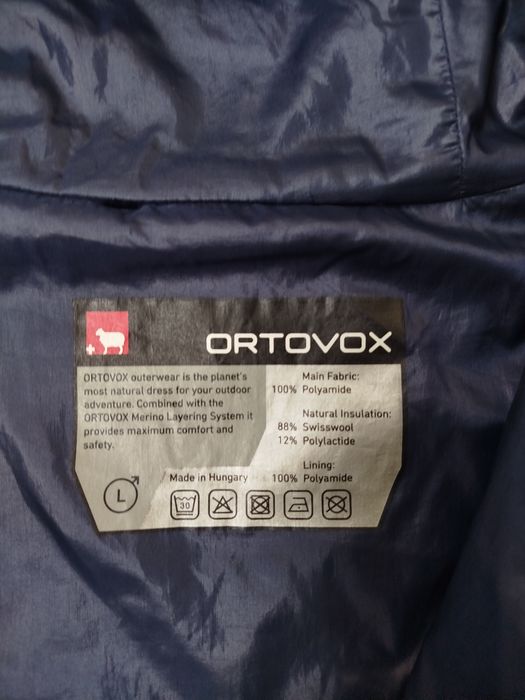 ORTOVOX
ORTOVOX outerwear is the planet's
most natural dress for your outdoor
adventure. Combined with the
ORTOVOX Merino Layering System it
provides maximum comfort and
safety.
Main Fabric:
100% Polyamide
Natural Insulation:
88% Swisswool
12% Polylactide
Lining:
100% Polyamide
Made in Hungary
L
30